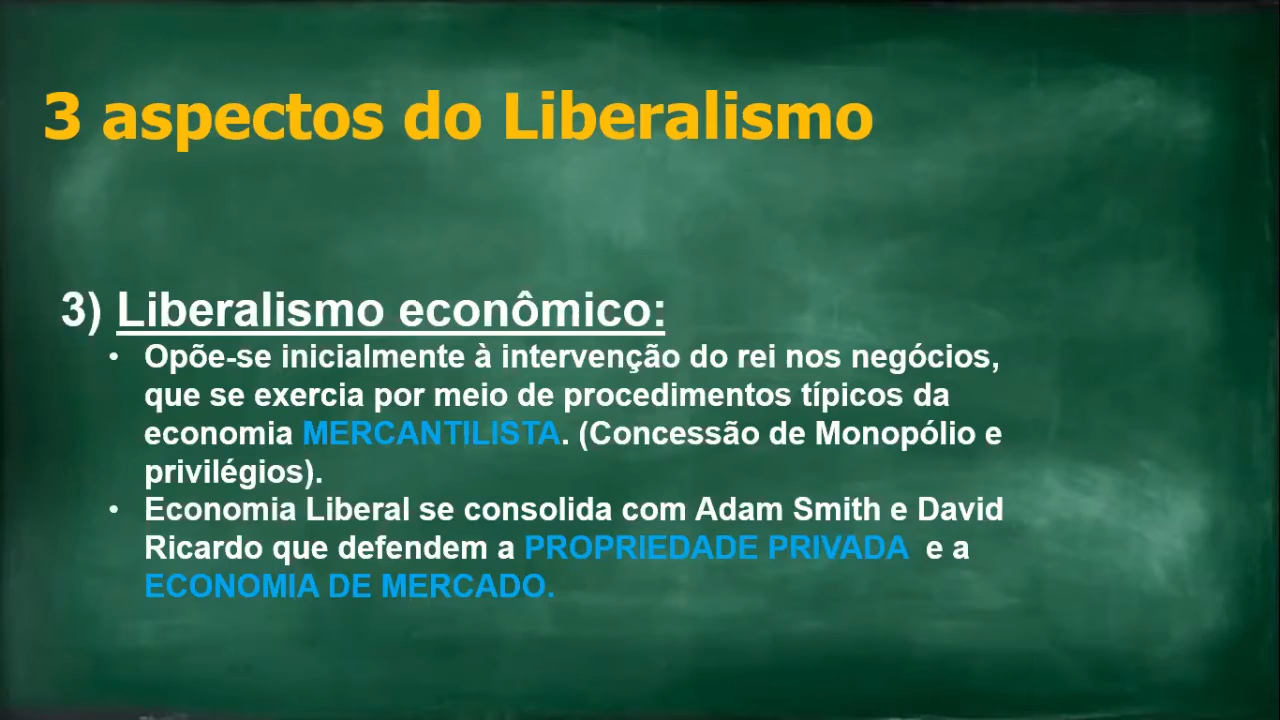 3 aspectos do Liberalismo
3) Liberalismo econômico:
• Opõe-se inicialmente à intervenção do rei nos negócios,
que se exercia por meio de procedimentos típicos da
economia MERCANTILISTA. (Concessão de Monopólio e
privilégios).
• Economia Liberal se consolida com Adam Smith e David
Ricardo que defendem a PROPRIEDADE PRIVADA e a
ECONOMIA DE MERCADO.